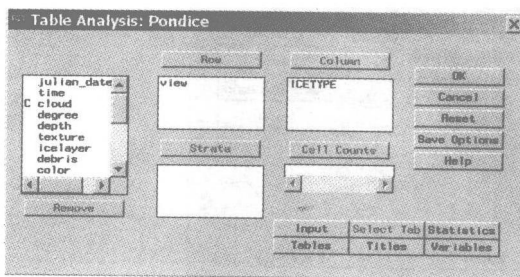 Table Analysis: Pondice
Row
Column
julian_date
time
C cloud
degree
depth
texture
icelayer
debris
color
view
ICETYPE
OK
Cancel
Reset
Save Options
Help
Strata
Cell Counts
Remove
Input
Select Tab
Statistics
Tables
Titles
Variables